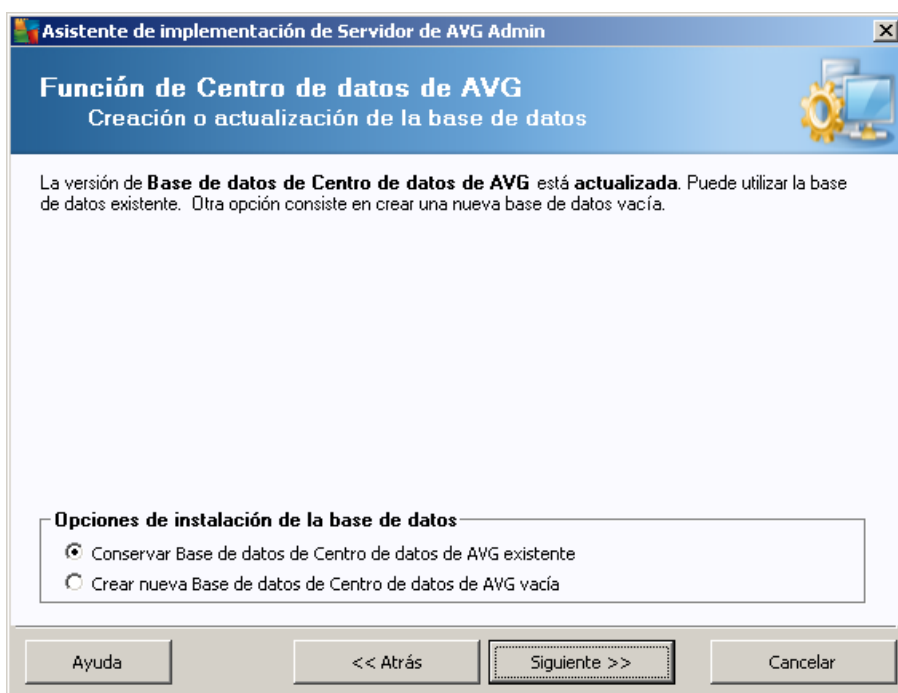 Asistente de implementación de Servidor de AVG Admin
Función de Centro de datos de AVG
Creación o actualización de la base de datos
La versión de Base de datos de Centro de datos de AVG está actualizada. Puede utilizar la base
de datos existente. Otra opción consiste en crear una nueva base de datos vacía.
Opciones de instalación de la base de datos
Conservar Base de datos de Centro de datos de AVG existente
Crear nueva Base de datos de Centro de datos de AVG vacía
Ayuda
<< Atrás
Siguiente >>
Cancelar